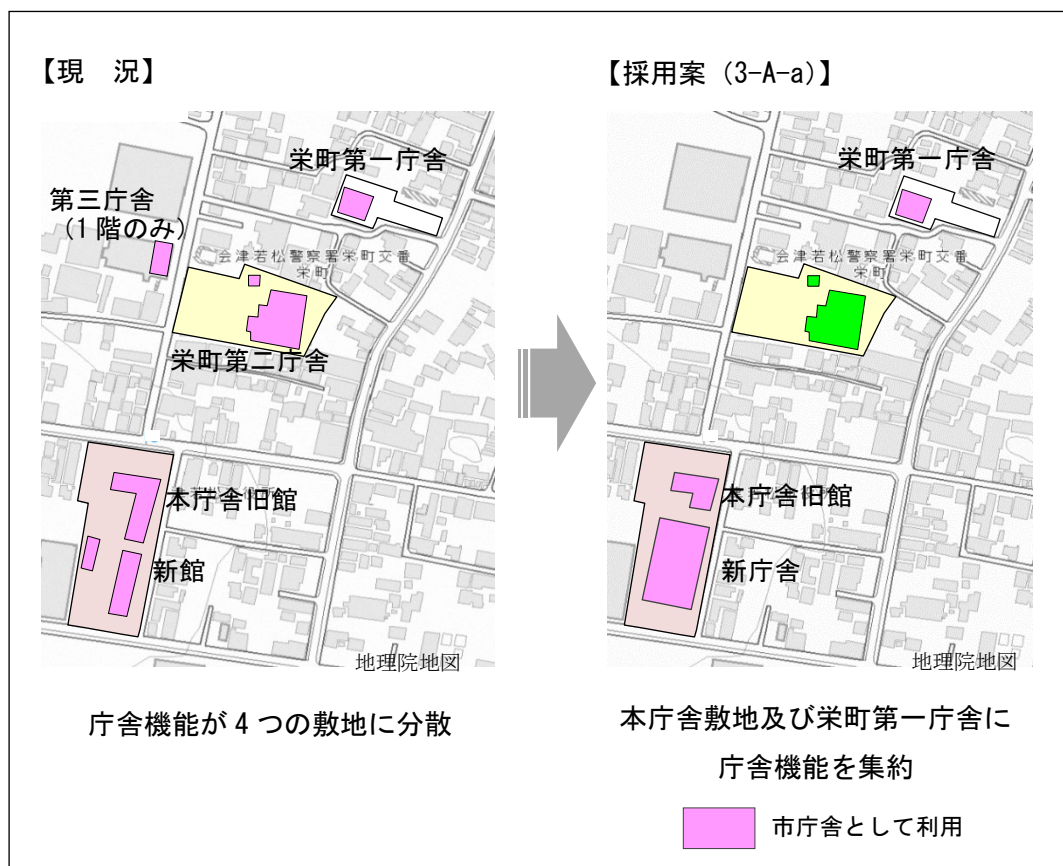 【現　況】
栄町第一庁舎
第三庁舎
(1階のみ)
会津若松警察署栄町交番
栄町
栄町第二庁舎
本庁舎旧館
新館
地理院地図
庁舎機能が4つの敷地に分散
【採用案（3-A-a）】
栄町第一庁舎
会津若松警察署栄町交番
栄町
本庁舎旧館
新庁舎
地理院地図
本庁舎敷地及び栄町第一庁舎に
庁舎機能を集約
市庁舎として利用